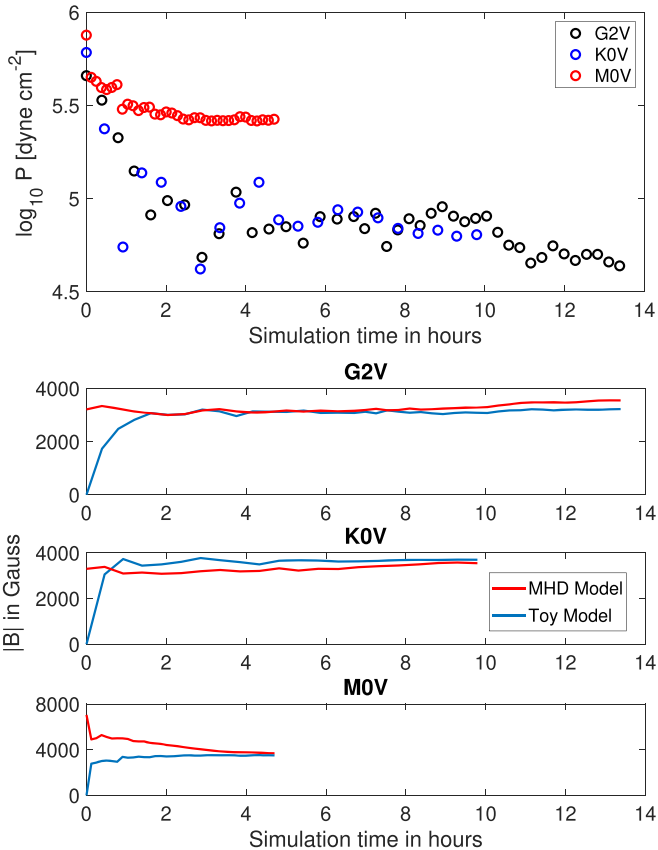 6
5.5
5
4.5
log10 P [dyne cm-2]
G2V
K0V
M0V
0 2 4 6 8 10 12 14
Simulation time in hours
G2V
4000
2000
0
0 2 4 6 8 10 12 14
K0V
|B| in Gauss
4000
2000
0
MHD Model
Toy Model
0 2 4 6 8 10 12 14
M0V
8000
4000
0
0 2 4 6 8 10 12 14
Simulation time in hours